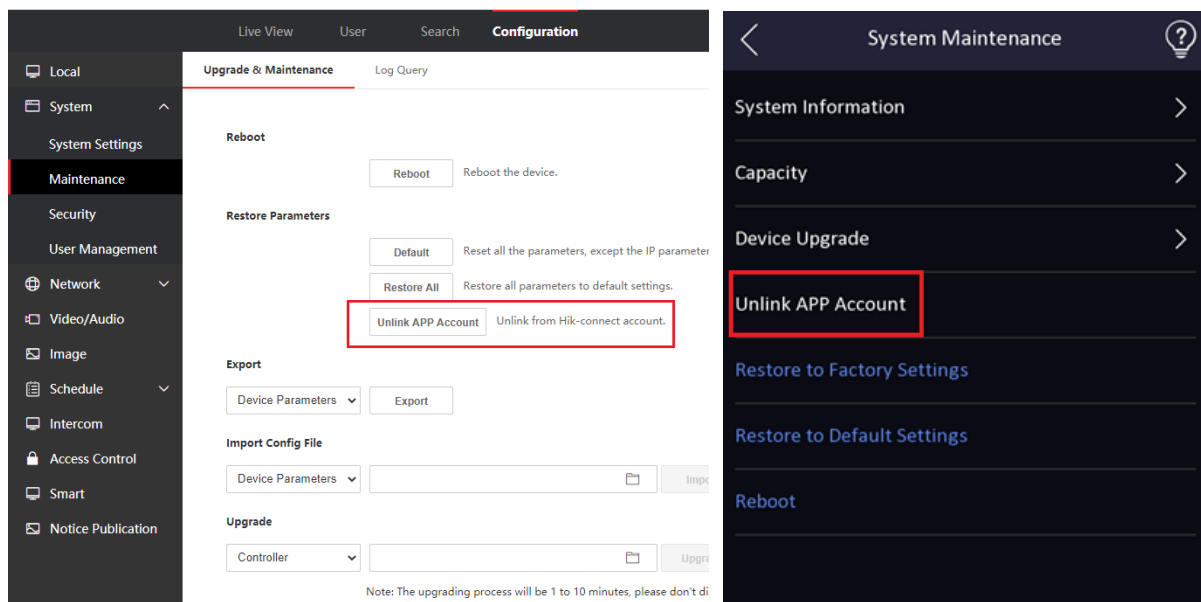 Live View User Search Configuration
Local
System
System Settings
Maintenance
Security
User Management
Network
Video/Audio
Image
Schedule
Intercom
Access Control
Smart
Notice Publication
Upgrade & Maintenance Log Query
Reboot
Reboot Reboot the device.
Restore Parameters
Default Reset all the parameters, except the IP parameter
Restore All Restore all parameters to default settings.
Unlink APP Account Unlink from Hik-connect account.
Export
Device Parameters Export
Import Config File
Device Parameters Impo
Upgrade
Controller Upgra
Note: The upgrading process will be 1 to 10 minutes, please don't di
System Maintenance ?
System Information
Capacity
Device Upgrade
Unlink APP Account
Restore to Factory Settings
Restore to Default Settings
Reboot